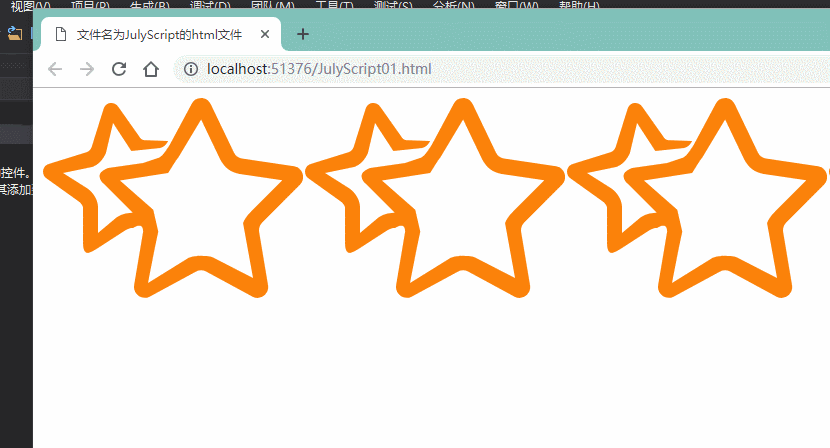 视图(V) 项目(P) 生成(B) 调试(D) 团队(M) 工具(T) 测试(S) 分析(N) 窗口(W) 帮助(H)
文件名为JulyScript的html文件
localhost:51376/JulyScript01.html
控件。
其添加